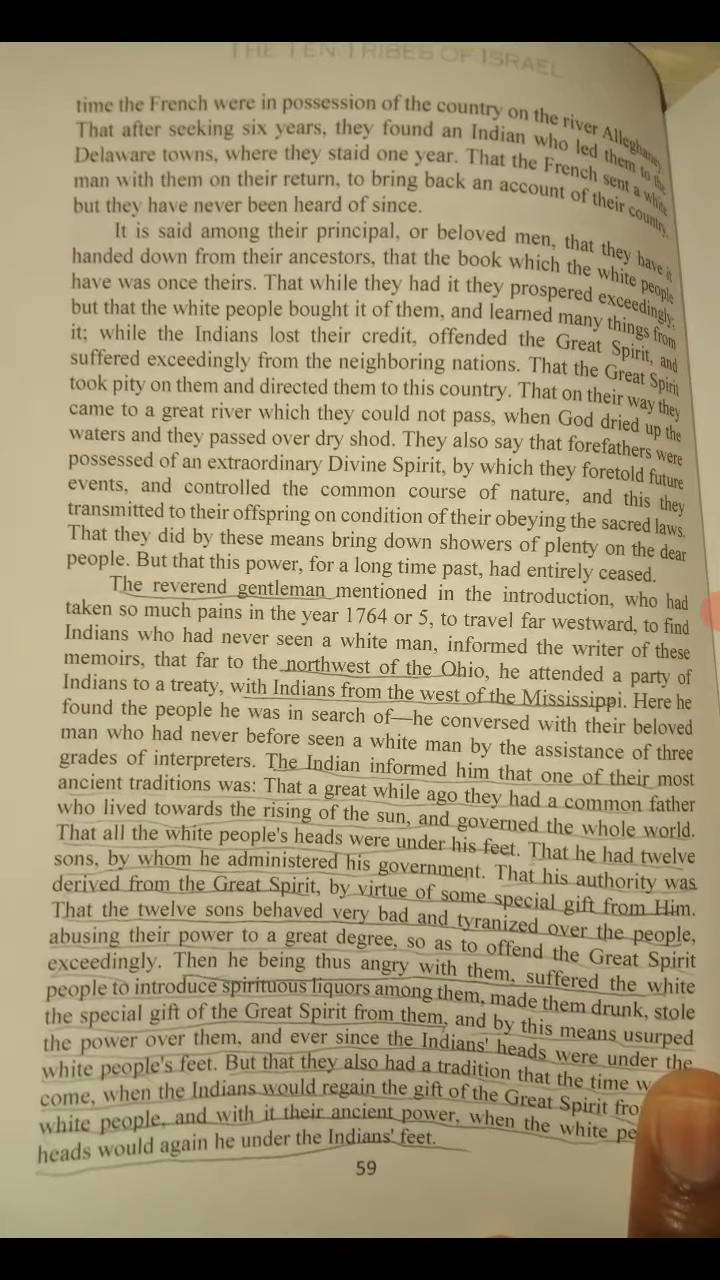 THE TEN TRIBES OF ISRAEL
time the French were in possession of the country on the river Alleghaney
That after seeking six years, they found an Indian who led them to the
Delaware towns, where they staid one year. That the French sent a white
man with them on their return, to bring back an account of their country,
but they have never been heard of since.
It is said among their principal, or beloved men, that they have it
handed down from their ancestors, that the book which the white people
have was once theirs. That while they had it they prospered exceedingly;
but that the white people bought it of them, and learned many things from
it; while the Indians lost their credit, offended the Great Spirit, and
suffered exceedingly from the neighboring nations. That the Great Spirit
took pity on them and directed them to this country. That on their way they
came to a great river which they could not pass, when God dried up the
waters and they passed over dry shod. They also say that forefathers were
possessed of an extraordinary Divine Spirit, by which they foretold future
events, and controlled the common course of nature, and this they
transmitted to their offspring on condition of their obeying the sacred laws.
That they did by these means bring down showers of plenty on the dear
people. But that this power, for a long time past, had entirely ceased.
The reverend gentleman mentioned in the introduction, who had
taken so much pains in the year 1764 or 5, to travel far westward, to find
Indians who had never seen a white man, informed the writer of these
memoirs, that far to the northwest of the Ohio, he attended a party of
Indians to a treaty, with Indians from the west of the Mississippi. Here he
found the people he was in search of—he conversed with their beloved
man who had never before seen a white man by the assistance of three
grades of interpreters. The Indian informed him that one of their most
ancient traditions was: That a great while ago they had a common father
who lived towards the rising of the sun, and governed the whole world.
That all the white people's heads were under his feet. That he had twelve
sons, by whom he administered his government. That his authority was
derived from the Great Spirit, by virtue of some special gift from Him.
That the twelve sons behaved very bad and tyranized over the people,
abusing their power to a great degree, so as to offend the Great Spirit
exceedingly. Then he being thus angry with them, suffered the white
people to introduce spirituous liquors among them, made them drunk, stole
the special gift of the Great Spirit from them, and by this means usurped
the power over them, and ever since the Indians' heads were under the
white people's feet. But that they also had a tradition that the time w
come, when the Indians would regain the gift of the Great Spirit fro
white people, and with it their ancient power, when the white pe
heads would again he under the Indians' feet.
59